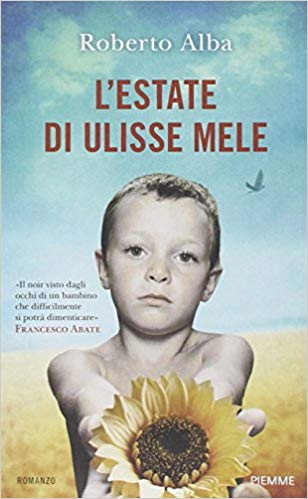 Roberto Alba
L'ESTATE
DI ULISSE MELE
«Il noir visto dagli
occhi di un bambino
che difficilmente
si potrà dimenticare»
FRANCESCO ABATE
ROMANZO
PIEMME